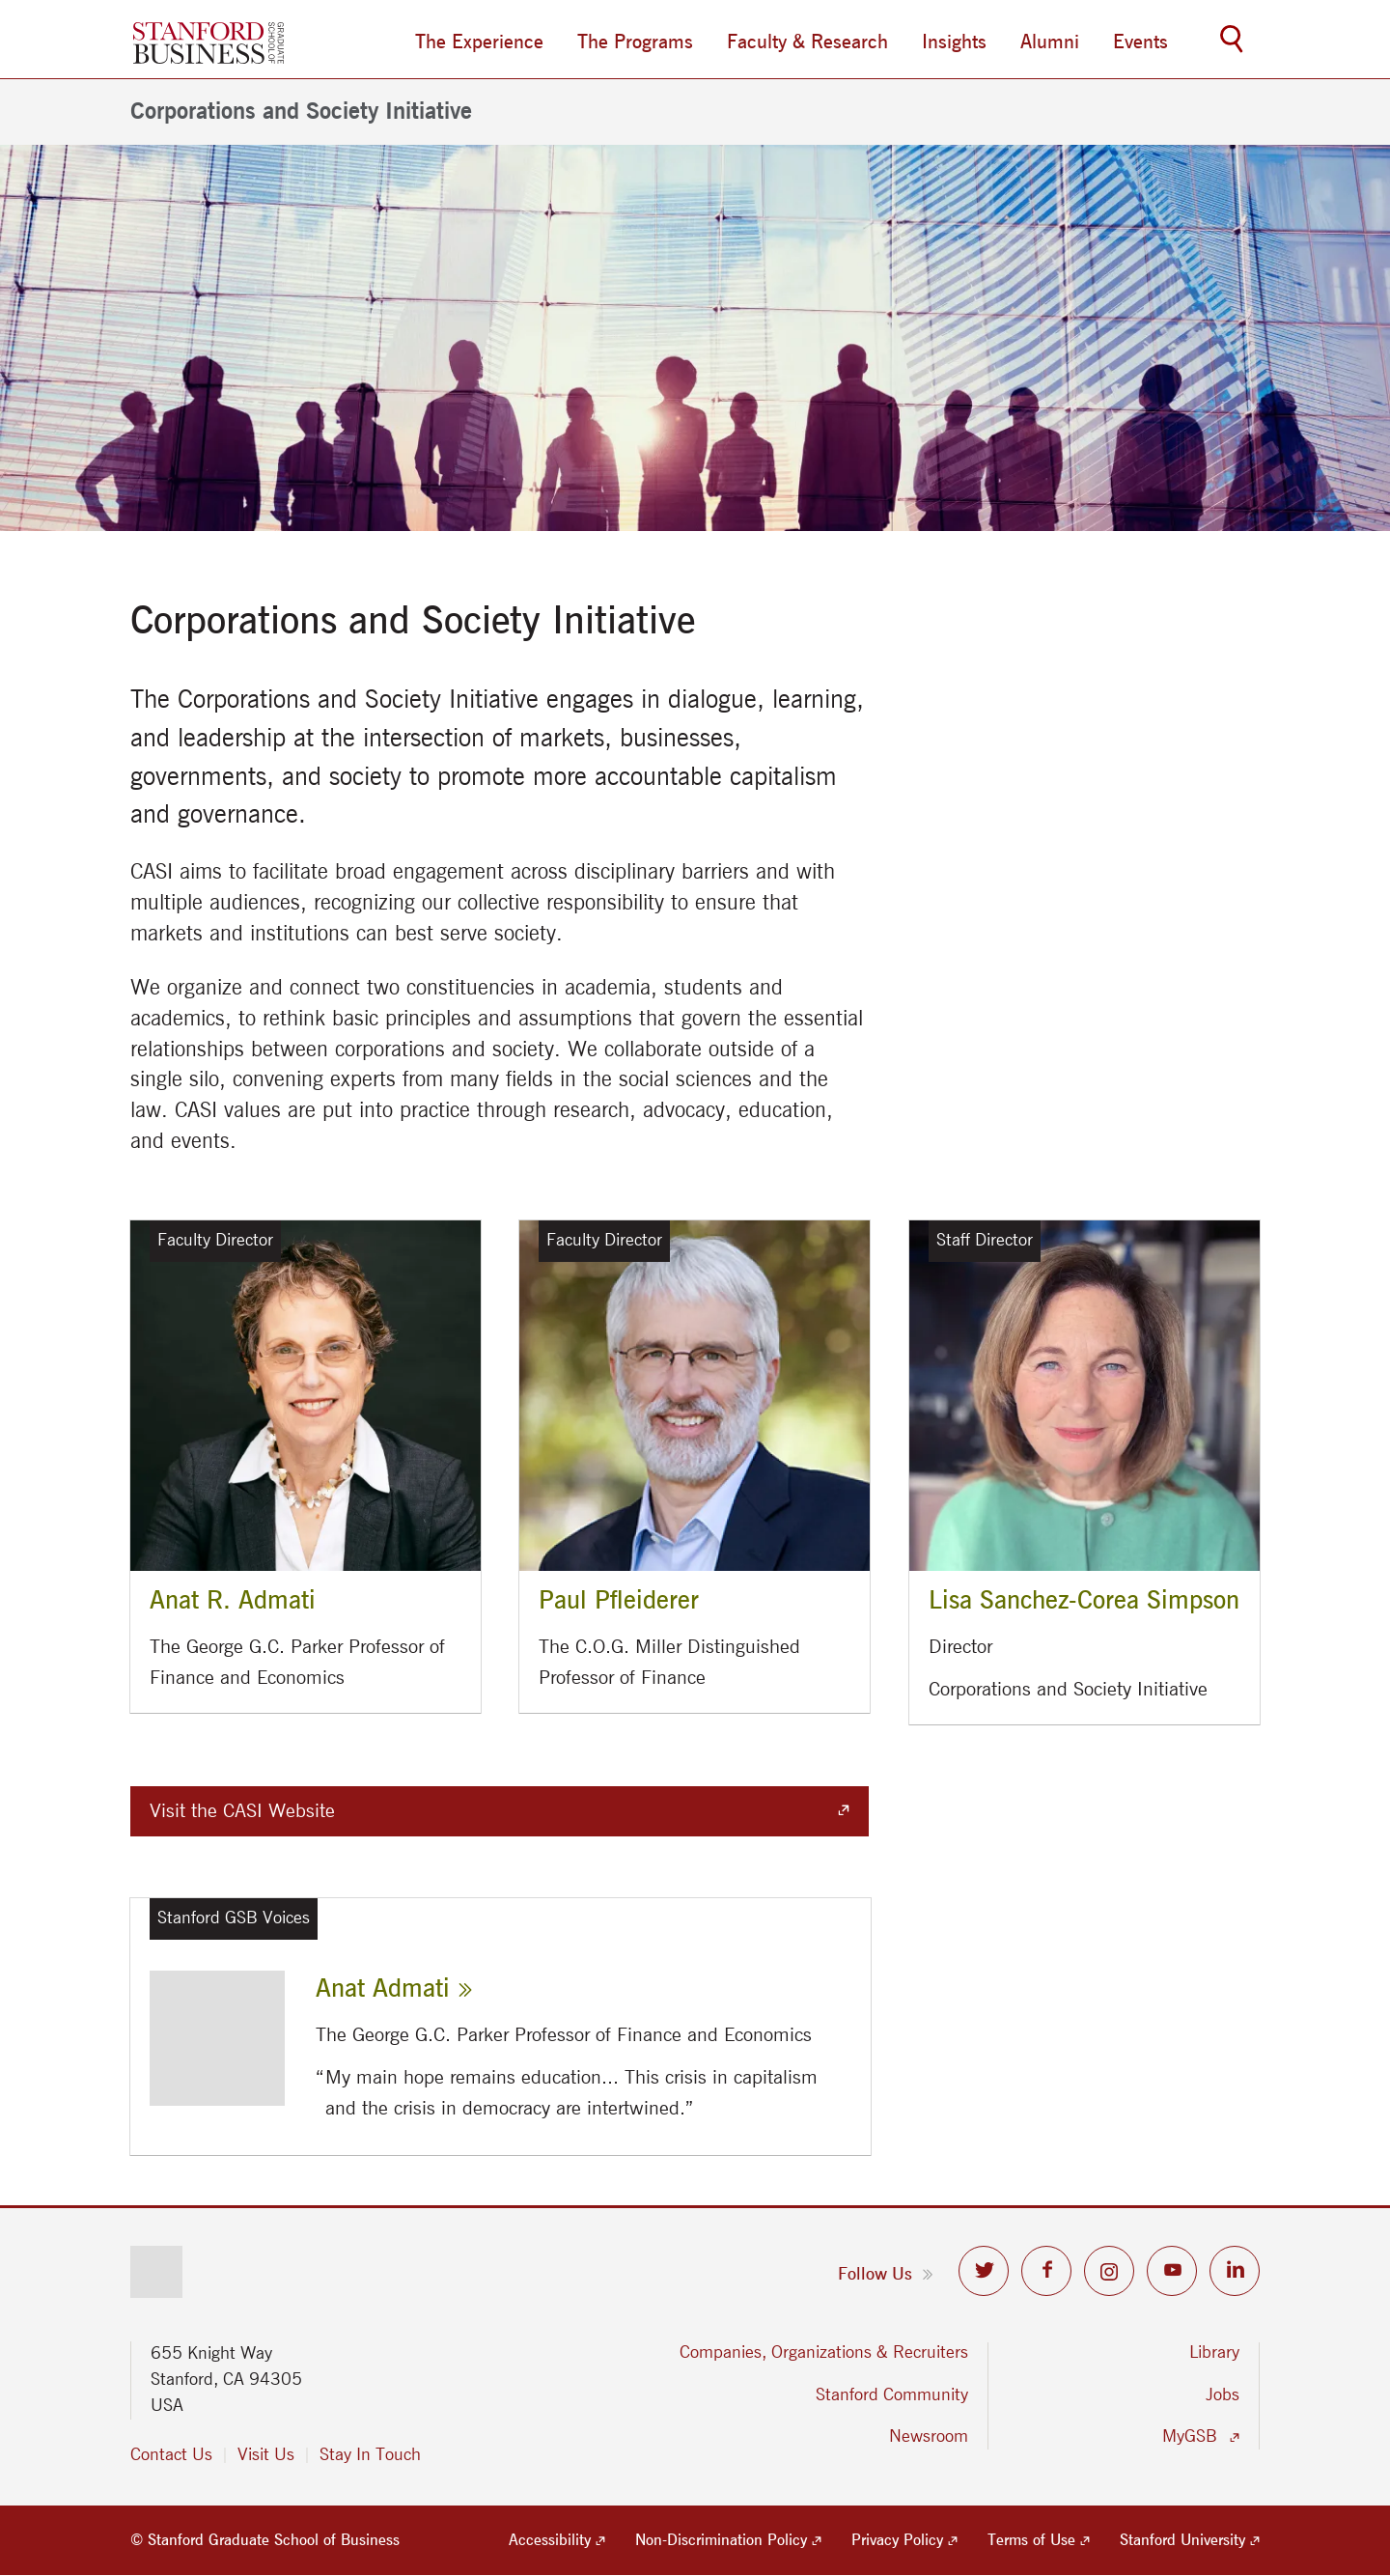 STANFORD
BUSINESS
GRADUATE
SCHOOL OF
The Experience The Programs Faculty & Research Insights Alumni Events
Corporations and Society Initiative
Corporations and Society Initiative
The Corporations and Society Initiative engages in dialogue, learning,
and leadership at the intersection of markets, businesses,
governments, and society to promote more accountable capitalism
and governance.
CASI aims to facilitate broad engagement across disciplinary barriers and with
multiple audiences, recognizing our collective responsibility to ensure that
markets and institutions can best serve society.
We organize and connect two constituencies in academia, students and
academics, to rethink basic principles and assumptions that govern the essential
relationships between corporations and society. We collaborate outside of a
single silo, convening experts from many fields in the social sciences and the
law. CASI values are put into practice through research, advocacy, education,
and events.
Faculty Director
Anat R. Admati
The George G.C. Parker Professor of
Finance and Economics
Faculty Director
Paul Pfleiderer
The C.O.G. Miller Distinguished
Professor of Finance
Staff Director
Lisa Sanchez-Corea Simpson
Director
Corporations and Society Initiative
Visit the CASI Website
Stanford GSB Voices
Anat Admati »
The George G.C. Parker Professor of Finance and Economics
“My main hope remains education... This crisis in capitalism
and the crisis in democracy are intertwined.”
Follow Us »
655 Knight Way
Stanford, CA 94305
USA
Contact Us | Visit Us | Stay In Touch
Companies, Organizations & Recruiters
Stanford Community
Newsroom
Library
Jobs
MyGSB
© Stanford Graduate School of Business Accessibility Non-Discrimination Policy Privacy Policy Terms of Use Stanford University